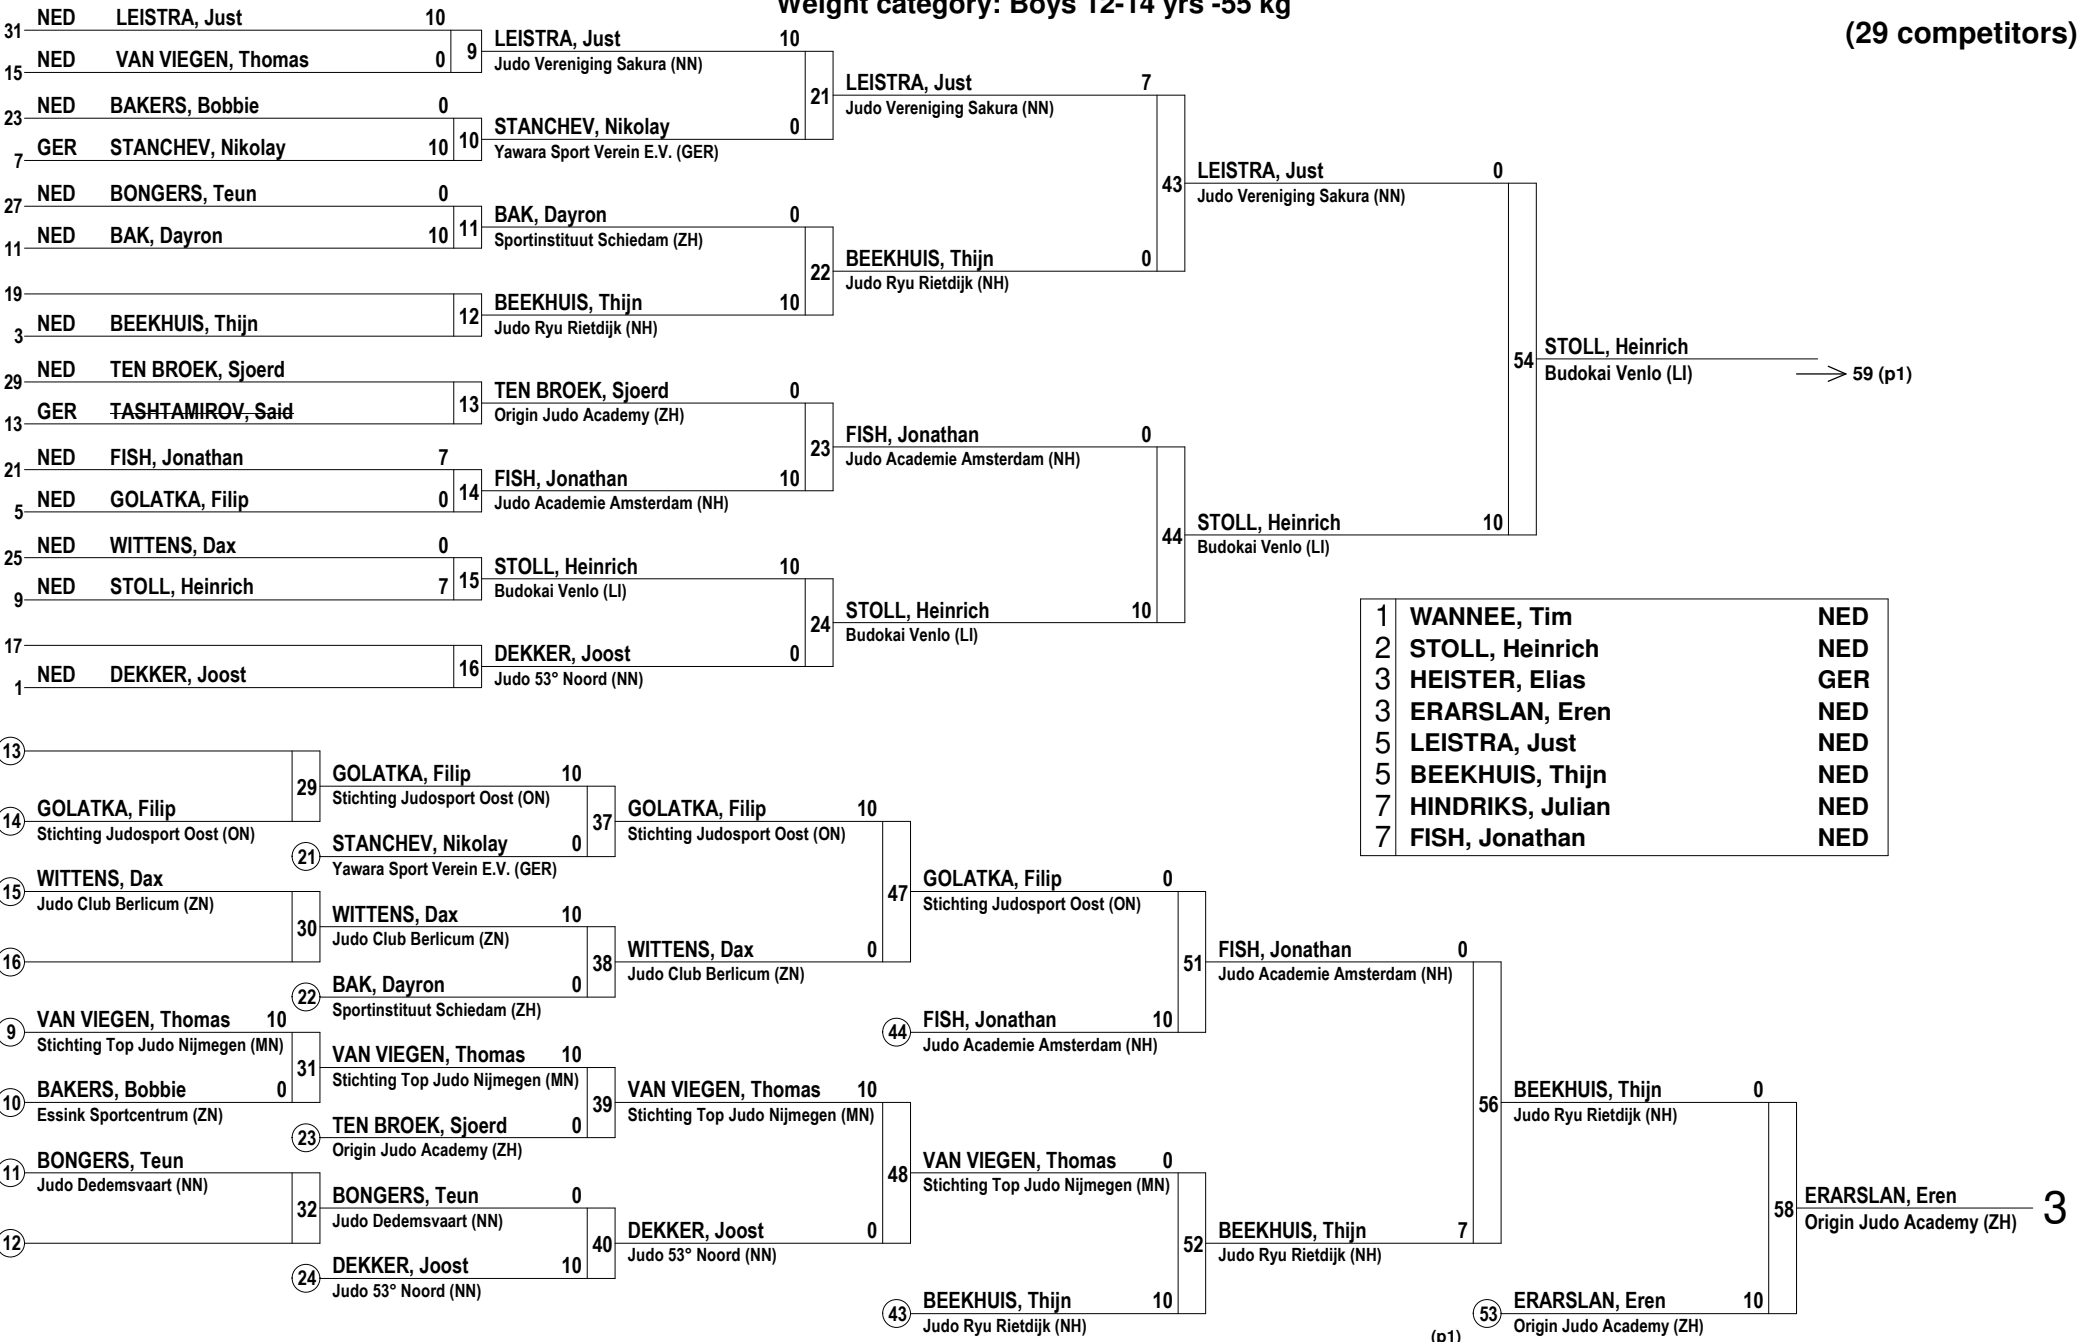 Weight category: Boys 12-14 yrs -55 kg
(29 competitors)
31 NED LEISTRA, Just 10
15 NED VAN VIEGEN, Thomas 0
9
23 NED BAKERS, Bobbie 0
7 GER STANCHEV, Nikolay 10
10
27 NED BONGERS, Teun 0
11 NED BAK, Dayron 10
11
19
3 NED BEEKHUIS, Thijn
12
29 NED TEN BROEK, Sjoerd
13 GER TASHTAMIROV, Said
13
21 NED FISH, Jonathan 7
5 NED GOLATKA, Filip 0
14
25 NED WITTENS, Dax 0
9 NED STOLL, Heinrich 7
15
17
1 NED DEKKER, Joost
16
LEISTRA, Just 10
Judo Vereniging Sakura (NN)
21
STANCHEV, Nikolay 0
Yawara Sport Verein E.V. (GER)
BAK, Dayron 0
Sportinstituut Schiedam (ZH)
22
BEEKHUIS, Thijn 10
Judo Ryu Rietdijk (NH)
TEN BROEK, Sjoerd 0
Origin Judo Academy (ZH)
23
FISH, Jonathan 10
Judo Academie Amsterdam (NH)
STOLL, Heinrich 10
Budokai Venlo (LI)
24
DEKKER, Joost 0
Judo 53° Noord (NN)
LEISTRA, Just 7
Judo Vereniging Sakura (NN)
43
BEEKHUIS, Thijn 0
Judo Ryu Rietdijk (NH)
FISH, Jonathan 0
Judo Academie Amsterdam (NH)
44
STOLL, Heinrich 10
Budokai Venlo (LI)
LEISTRA, Just 0
Judo Vereniging Sakura (NN)
54
STOLL, Heinrich 10
Budokai Venlo (LI)
STOLL, Heinrich
Budokai Venlo (LI)
59 (p1)
1 WANNEE, Tim NED
2 STOLL, Heinrich NED
3 HEISTER, Elias GER
3 ERARSLAN, Eren NED
5 LEISTRA, Just NED
5 BEEKHUIS, Thijn NED
7 HINDRIKS, Julian NED
7 FISH, Jonathan NED
13
29
14 GOLATKA, Filip
Stichting Judosport Oost (ON)
15 WITTENS, Dax
Judo Club Berlicum (ZN)
30
16
9 VAN VIEGEN, Thomas 10
Stichting Top Judo Nijmegen (MN)
31
10 BAKERS, Bobbie 0
Essink Sportcentrum (ZN)
11 BONGERS, Teun
Judo Dedemsvaart (NN)
32
12
GOLATKA, Filip 10
Stichting Judosport Oost (ON)
37
21 STANCHEV, Nikolay 0
Yawara Sport Verein E.V. (GER)
WITTENS, Dax 10
Judo Club Berlicum (ZN)
38
22 BAK, Dayron 0
Sportinstituut Schiedam (ZH)
VAN VIEGEN, Thomas 10
Stichting Top Judo Nijmegen (MN)
39
23 TEN BROEK, Sjoerd 0
Origin Judo Academy (ZH)
BONGERS, Teun 0
Judo Dedemsvaart (NN)
40
24 DEKKER, Joost 10
Judo 53° Noord (NN)
GOLATKA, Filip 10
Stichting Judosport Oost (ON)
47
WITTENS, Dax 0
Judo Club Berlicum (ZN)
VAN VIEGEN, Thomas 10
Stichting Top Judo Nijmegen (MN)
48
DEKKER, Joost 0
Judo 53° Noord (NN)
GOLATKA, Filip 0
Stichting Judosport Oost (ON)
51
44 FISH, Jonathan 10
Judo Academie Amsterdam (NH)
VAN VIEGEN, Thomas 0
Stichting Top Judo Nijmegen (MN)
52
43 BEEKHUIS, Thijn 10
Judo Ryu Rietdijk (NH)
FISH, Jonathan 0
Judo Academie Amsterdam (NH)
56
BEEKHUIS, Thijn 7
Judo Ryu Rietdijk (NH)
BEEKHUIS, Thijn 0
Judo Ryu Rietdijk (NH)
58
(p1)
53 ERARSLAN, Eren 10
Origin Judo Academy (ZH)
ERARSLAN, Eren
Origin Judo Academy (ZH)
3